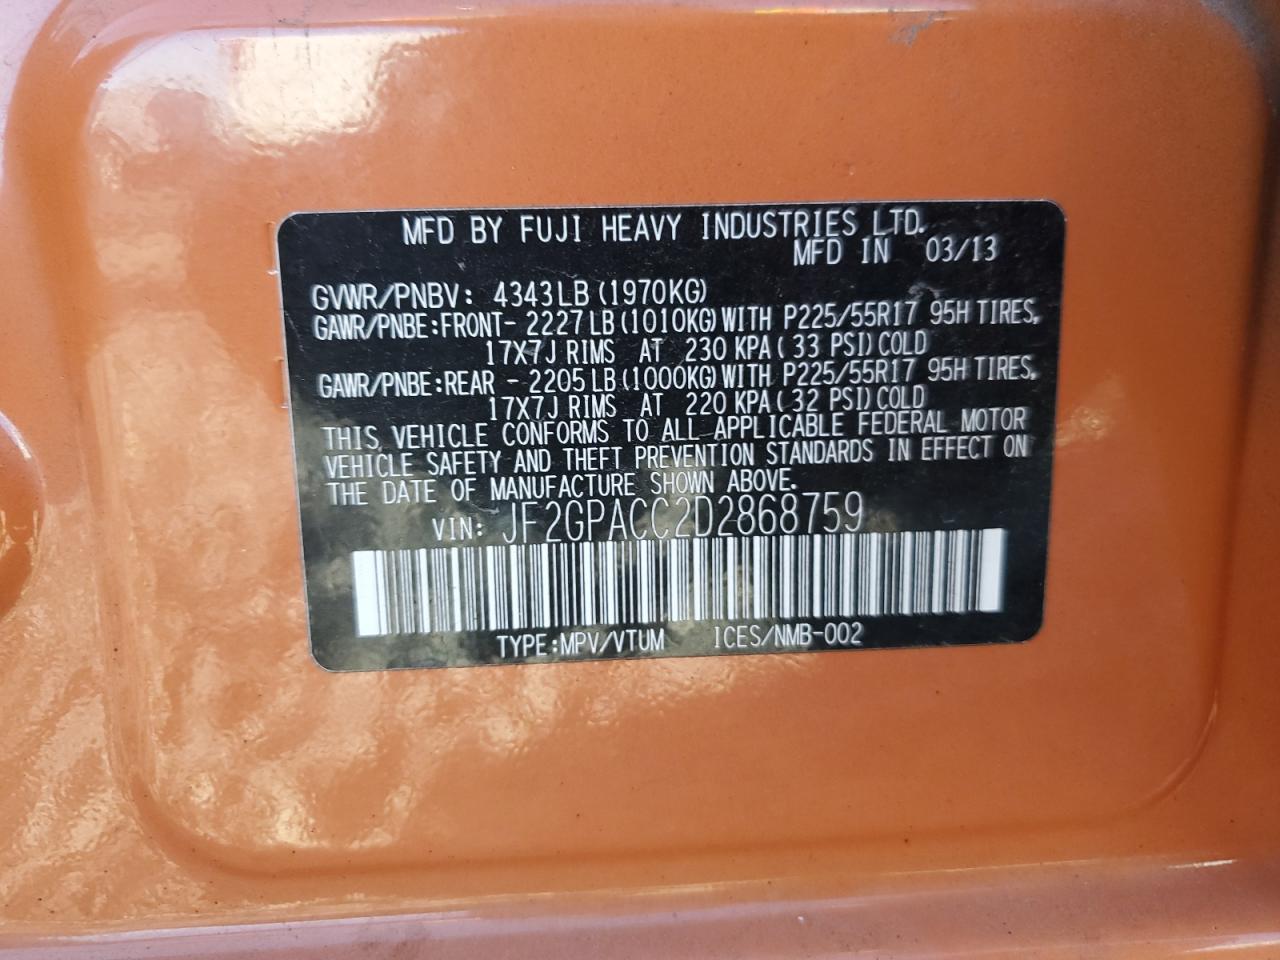 MFD BY FUJI HEAVY INDUSTRIES LTD.
MFD IN 03/13
GVWR/PNBV: 4343LB (1970KG)
GAWR/PNBE:FRONT- 2227LB(1010KG)WITH P225/55R17 95H TIRES,
17X7J RIMS AT 230 KPA(33 PSI)COLD
GAWR/PNBE:REAR - 2205LB(1000KG)WITH P225/55R17 95H TIRES,
17X7J RIMS AT 220 KPA(32 PSI)COLD
THIS VEHICLE CONFORMS TO ALL APPLICABLE FEDERAL MOTOR
VEHICLE SAFETY AND THEFT PREVENTION STANDARDS IN EFFECT ON
THE DATE OF MANUFACTURE SHOWN ABOVE.
VIN: JF2GPACC2D2868759
TYPE:MPV/VTUM ICES/NMB-002